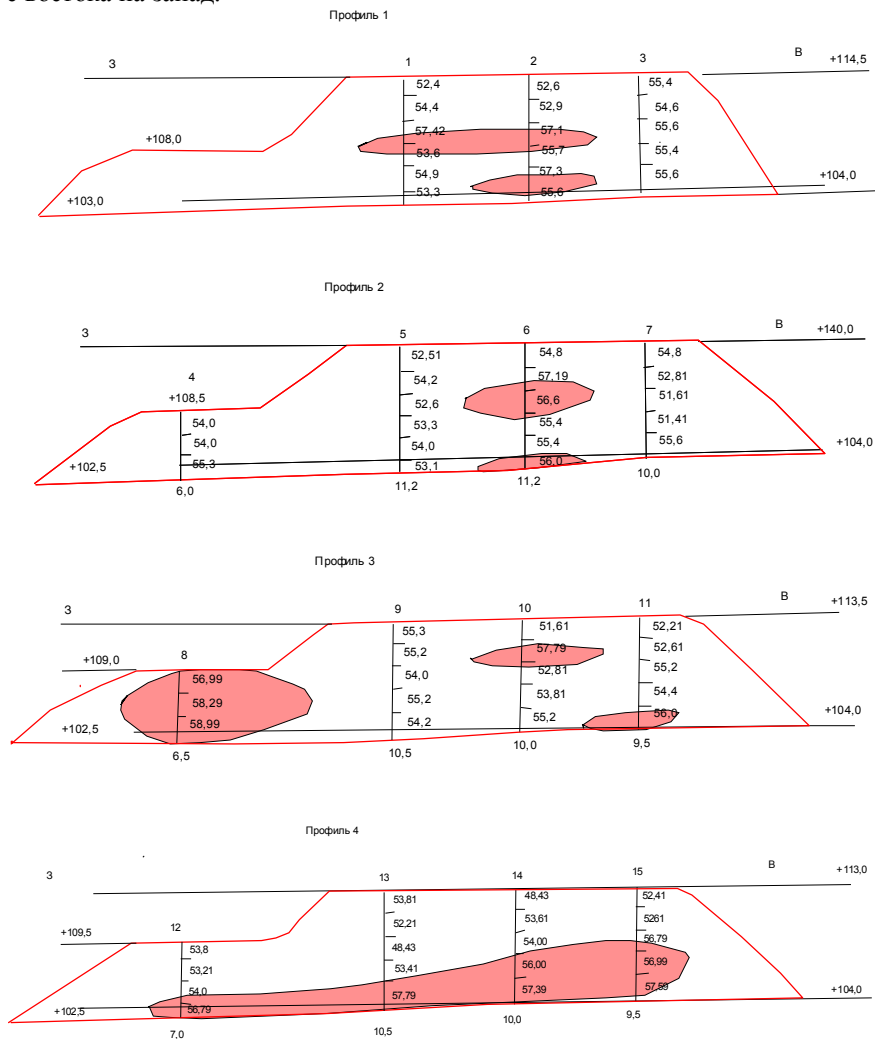 с востока на запад.
Профиль 1
З 1 2 3 В +114,5
52,4 52,6 55,4
54,4 52,9 54,6
57,42 57,1 55,6
+108,0
53,6 55,7 55,4
54,9 57,3 55,6
+104,0
53,3 55,6
+103,0
Профиль 2
З 5 6 7 В +140,0
52,51 54,8 54,8
4
54,2 57,19 52,81
+108,5
52,6 56,6 51,61
54,0 53,3 55,4 51,41
54,0 54,0 55,4 55,6
+104,0
+102,5 55,3 53,1 56,0
6,0 11,2 11,2 10,0
Профиль 3
З 9 10 11 В +113,5
55,3 51,61 52,21
55,2 57,79 52,61
+109,0 8
56,99 54,0 52,81 55,2
58,29 55,2 53,81 54,4
58,99 54,2 55,2 56,0
+102,5 +104,0
6,5 10,5 10,0 9,5
Профиль 4
З 13 14 15 В +113,0
53,81 48,43 52,41
52,21 53,61 5261
+109,5 12
53,8 48,43 54,00 56,79
53,21 53,41 56,00 56,99
54,0 57,79 57,39 57,59
+104,0
+102,5 56,79
7,0 10,5 10,0 9,5